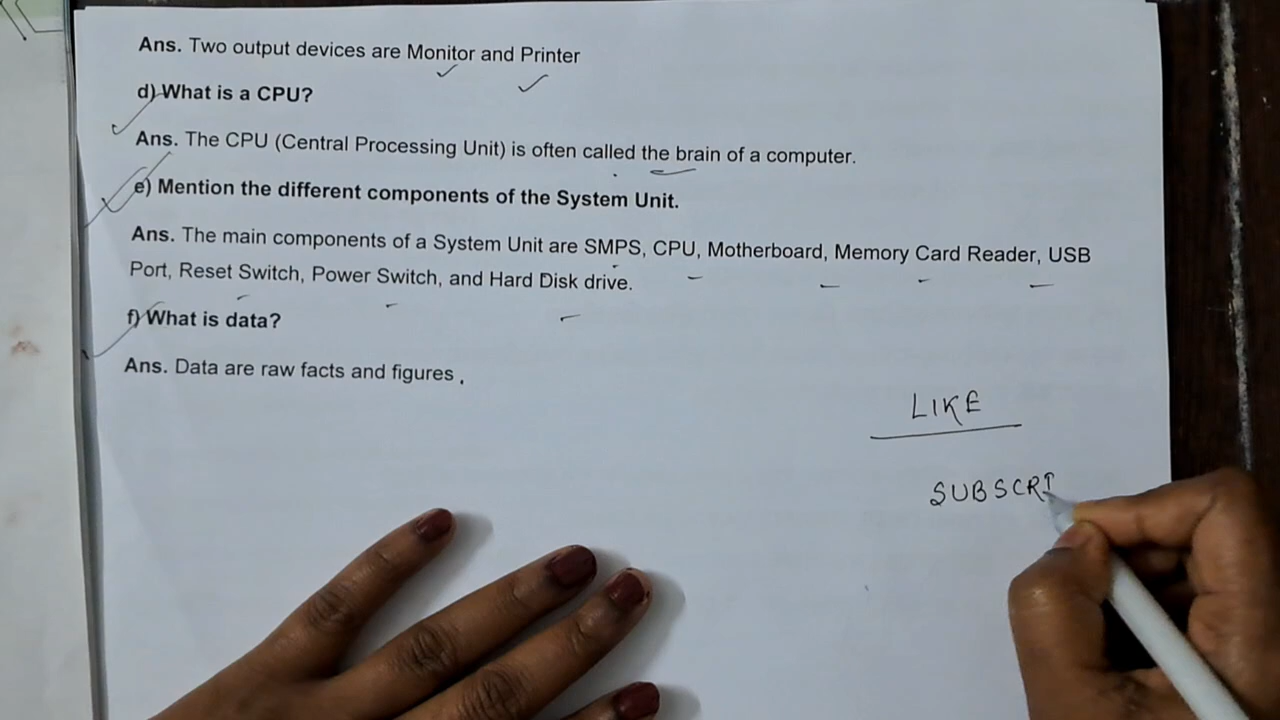 Ans. Two output devices are Monitor and Printer
d) What is a CPU?
Ans. The CPU (Central Processing Unit) is often called the brain of a computer.
e) Mention the different components of the System Unit.
Ans. The main components of a System Unit are SMPS, CPU, Motherboard, Memory Card Reader, USB
Port, Reset Switch, Power Switch, and Hard Disk drive.
f) What is data?
Ans. Data are raw facts and figures .
LIKE
SUBSCRI